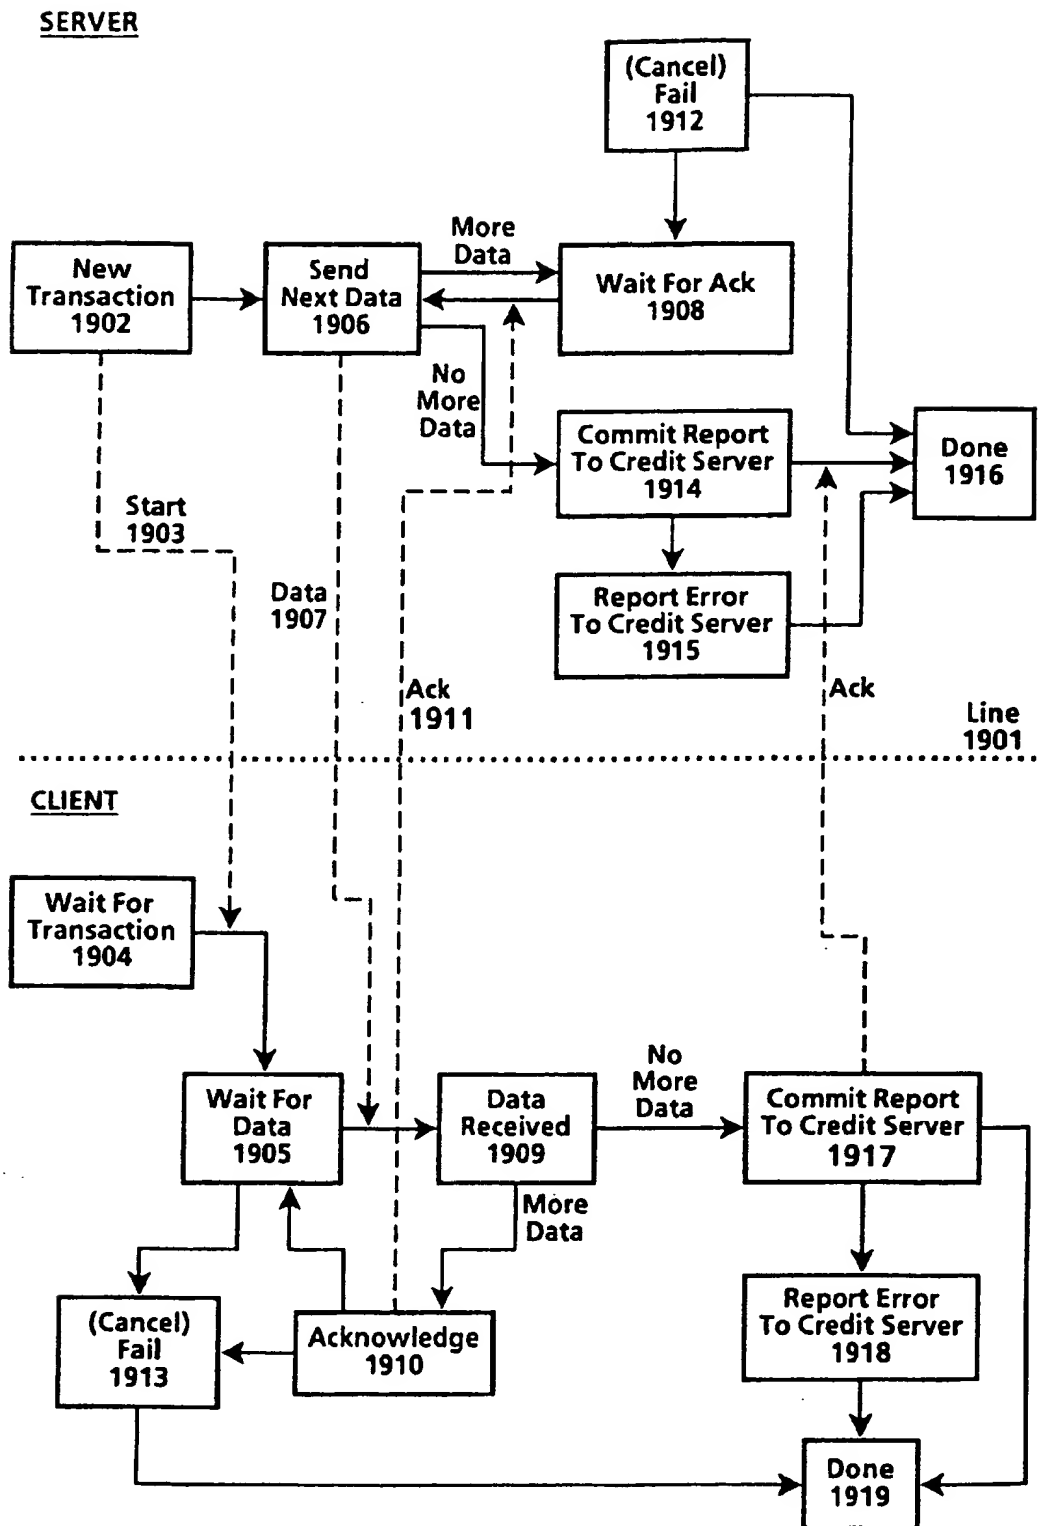 SERVER
(Cancel)
Fail
1912
New
Transaction
1902
Send
Next Data
1906
More
Data
Wait For Ack
1908
No
More
Data
Commit Report
To Credit Server
1914
Done
1916
Start
1903
Data
1907
Report Error
To Credit Server
1915
Ack
1911
Ack
Line
1901
CLIENT
Wait For
Transaction
1904
Wait For
Data
1905
Data
Received
1909
No
More
Data
Commit Report
To Credit Server
1917
More
Data
(Cancel)
Fail
1913
Acknowledge
1910
Report Error
To Credit Server
1918
Done
1919